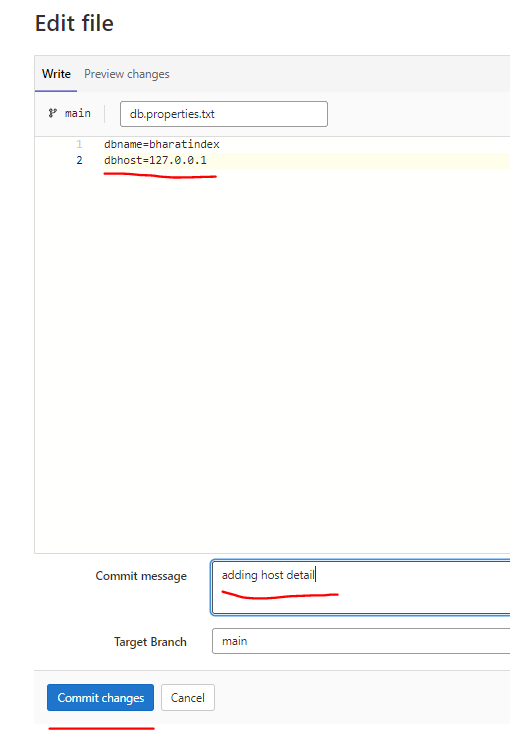 Edit file
Write Preview changes
main db.properties.txt
1 dbname=bharatindex
2 dbhost=127.0.0.1
Commit message adding host detail
Target Branch main
Commit changes Cancel